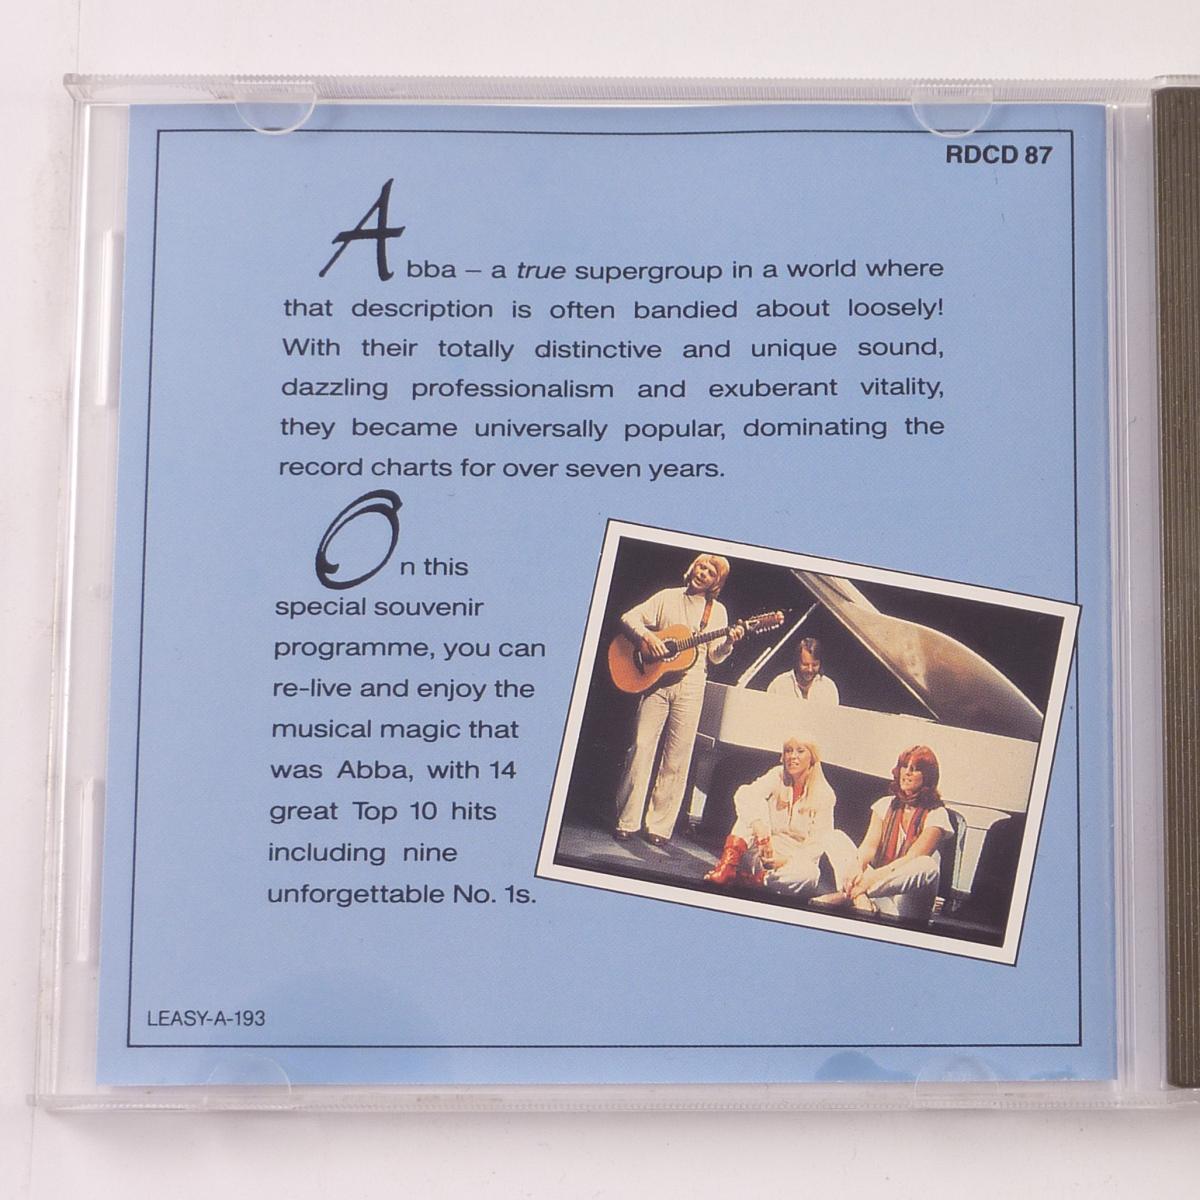 RDCD 87
Abba – a true supergroup in a world where
that description is often bandied about loosely!
With their totally distinctive and unique sound,
dazzling professionalism and exuberant vitality,
they became universally popular, dominating the
record charts for over seven years.
On this
special souvenir
programme, you can
re-live and enjoy the
musical magic that
was Abba, with 14
great Top 10 hits
including nine
unforgettable No. 1s.
LEASY-A-193